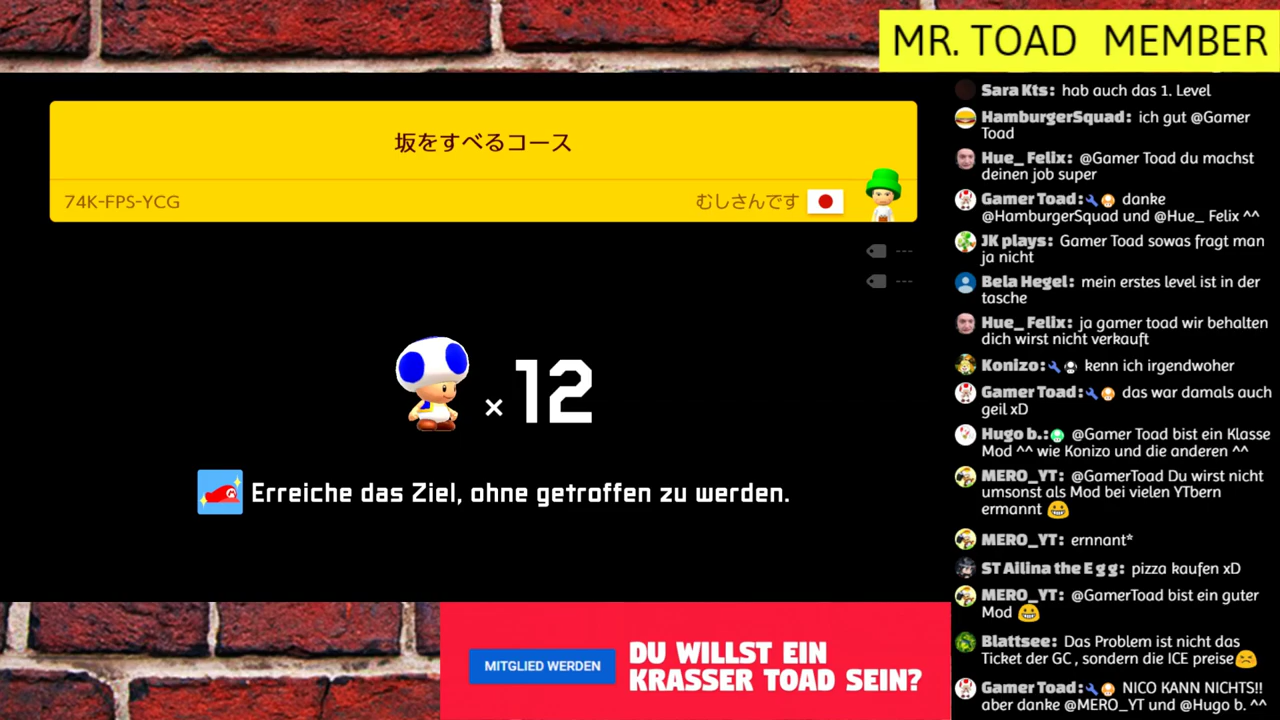 MR. TOAD MEMBER
坂をすべるコース
74K-FPS-YCG
むしさんです
---
---
× 12
Erreiche das Ziel, ohne getroffen zu werden.
MITGLIED WERDEN
DU WILLST EIN
KRASSER TOAD SEIN?
Sara Kts: hab auch das 1. Level
HamburgerSquad: ich gut @Gamer
Toad
Hue_ Felix: @Gamer Toad du machst
deinen job super
Gamer Toad: danke
@HamburgerSquad und @Hue_ Felix ^^
JK plays: Gamer Toad sowas fragt man
ja nicht
Bela Hegel: mein erstes level ist in der
tasche
Hue_ Felix: ja gamer toad wir behalten
dich wirst nicht verkauft
Konizo: kenn ich irgendwoher
Gamer Toad: das war damals auch
geil xD
Hugo b.: @Gamer Toad bist ein Klasse
Mod ^^ wie Konizo und die anderen ^^
MERO_YT: @GamerToad Du wirst nicht
umsonst als Mod bei vielen YTbern
ermannt
MERO_YT: ernnant*
ST Ailina the E g g: pizza kaufen xD
MERO_YT: @GamerToad bist ein guter
Mod
Blattsee: Das Problem ist nicht das
Ticket der GC , sondern die ICE preise
Gamer Toad: NICO KANN NICHTS!!
aber danke @MERO_YT und @Hugo b. ^^